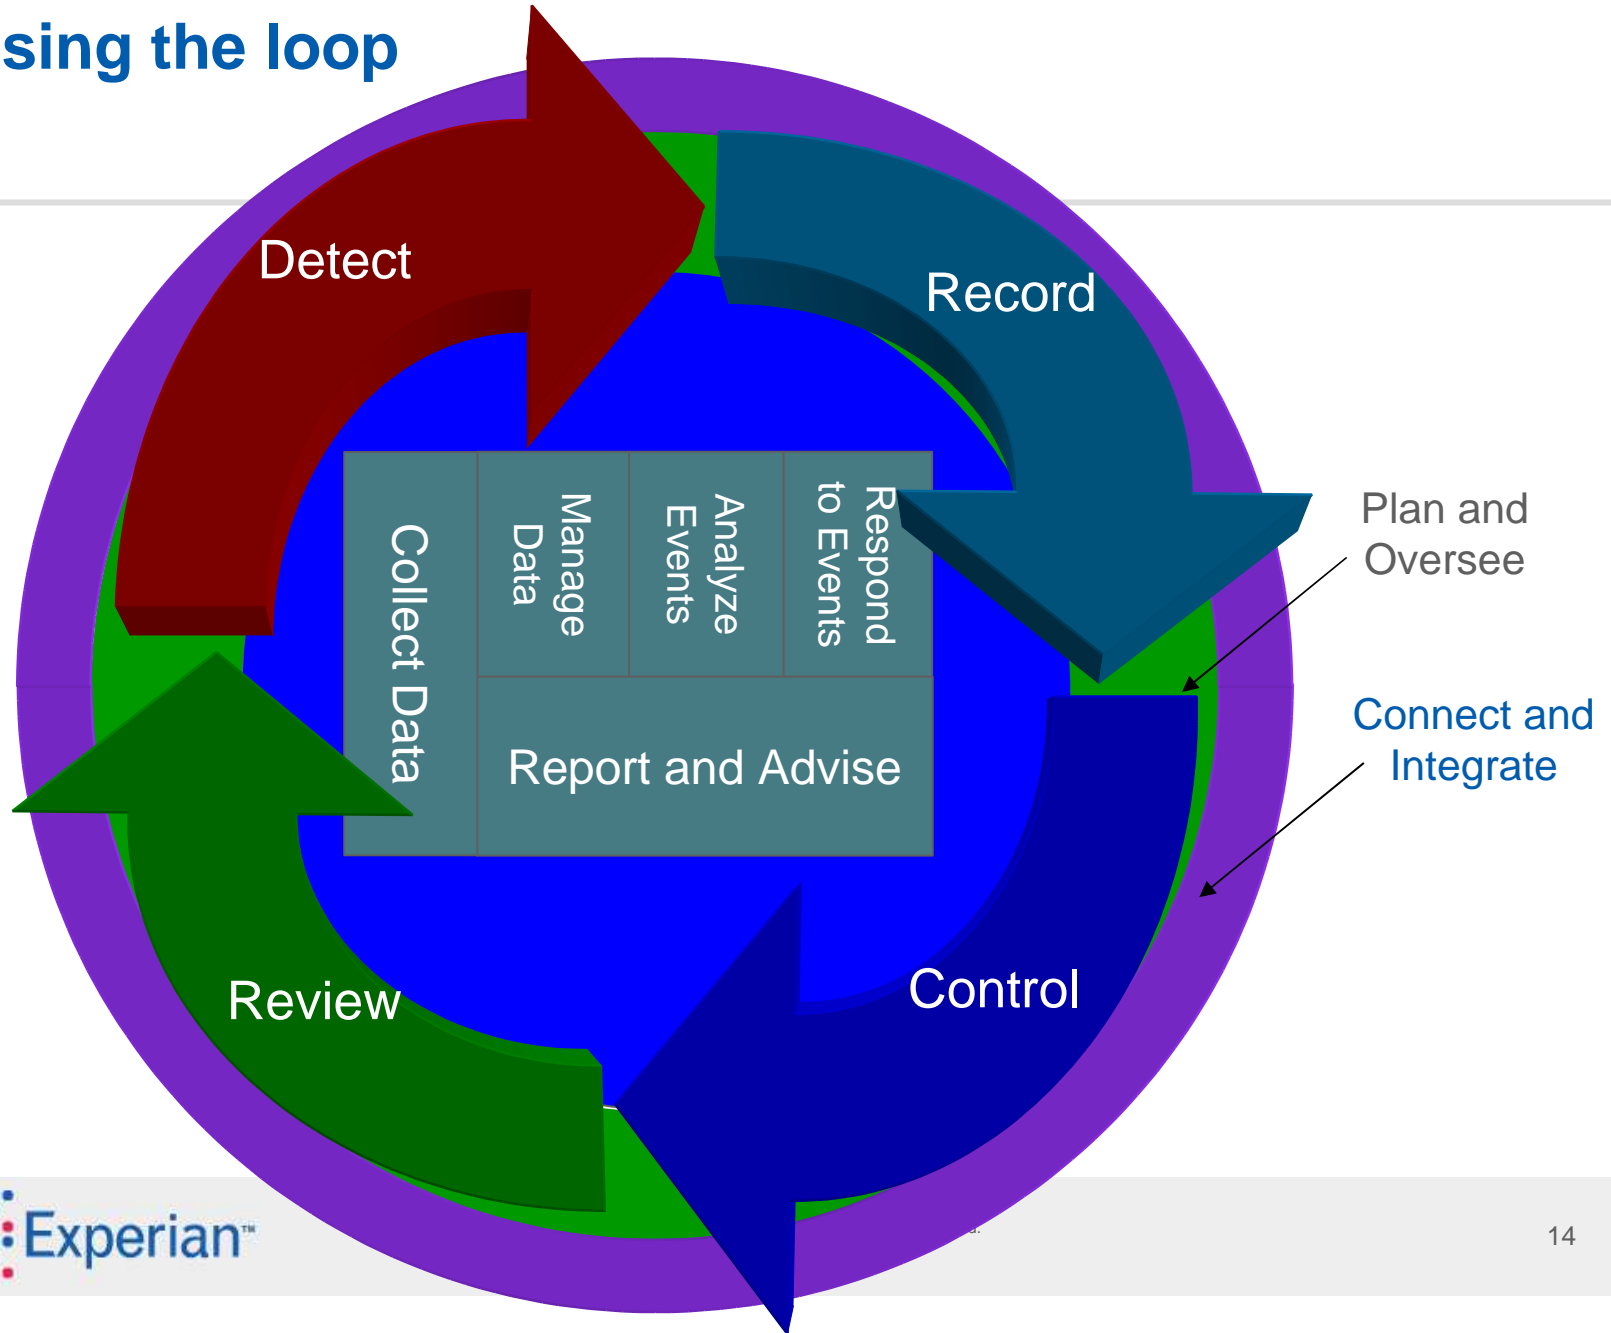 sing the loop
Detect
Record
Collect Data
Manage
Data
Analyze
Events
Respond
to Events
Report and Advise
Plan and
Oversee
Connect and
Integrate
Control
Review
Experian™
14